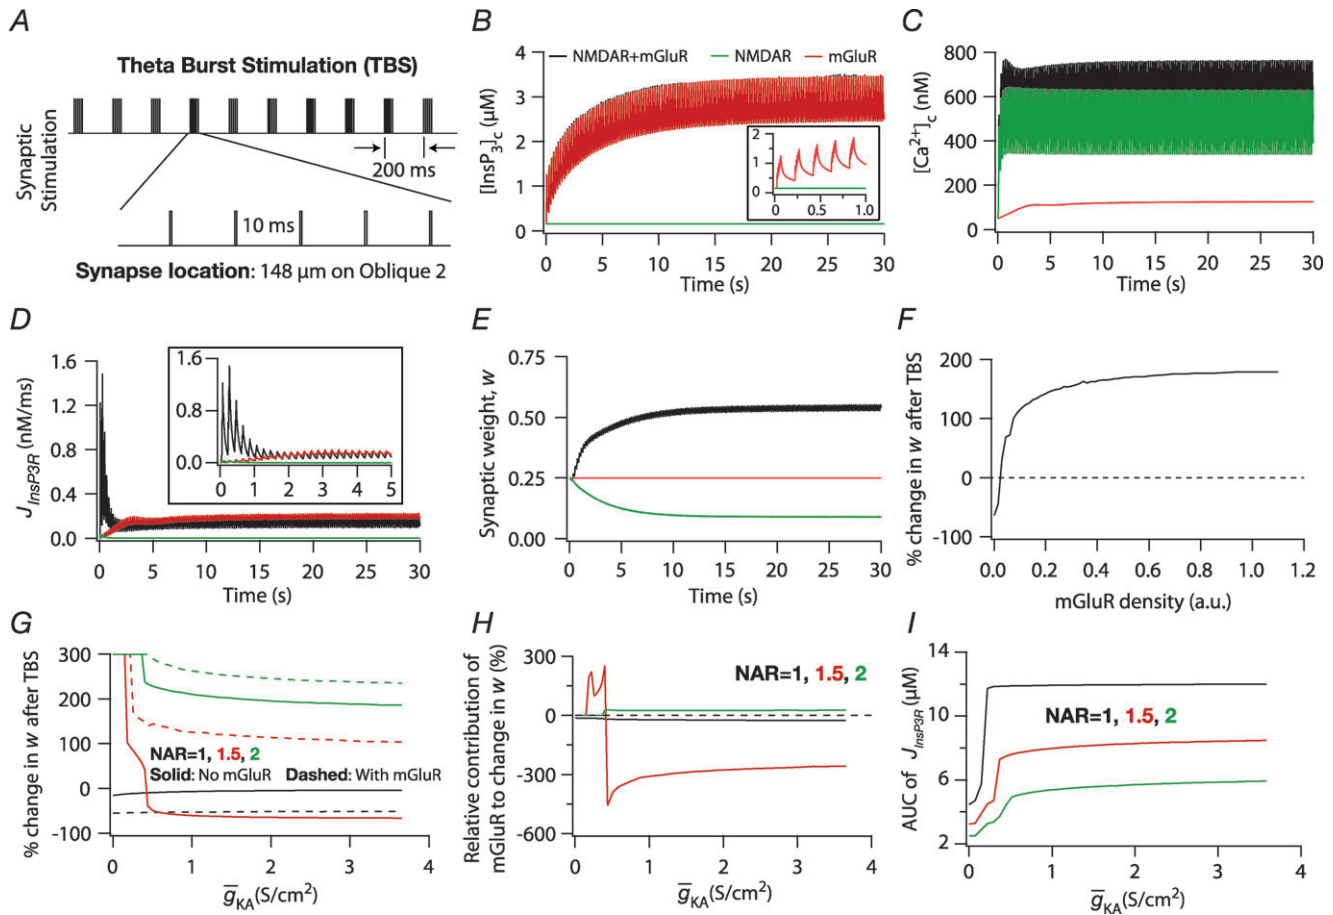 A
Theta Burst Stimulation (TBS)
Synaptic
Stimulation
200 ms
10 ms
Synapse location: 148 µm on Oblique 2
B
NMDAR+mGluR NMDAR mGluR
[InsP3]c (µM)
4
3
2
1
0
2
1
0
0 0.5 1.0
0 5 10 15 20 25 30
Time (s)
C
[Ca2+]c (nM)
800
600
400
200
0
0 5 10 15 20 25 30
Time (s)
D
JInsP3R (nM/ms)
1.6
1.2
0.8
0.4
0.0
1.6
0.8
0.0
0 1 2 3 4 5
0 5 10 15 20 25 30
Time (s)
E
Synaptic weight, w
0.75
0.50
0.25
0.00
0 5 10 15 20 25 30
Time (s)
F
% change in w after TBS
200
100
0
-100
0.0 0.2 0.4 0.6 0.8 1.0 1.2
mGluR density (a.u.)
G
% change in w after TBS
300
200
100
0
-100
NAR=1, 1.5, 2
Solid: No mGluR Dashed: With mGluR
0 1 2 3 4
g̅KA(S/cm2)
H
Relative contribution of
mGluR to change in w (%)
300
0
-300
-600
NAR=1, 1.5, 2
0 1 2 3 4
g̅KA(S/cm2)
I
AUC of JInsP3R (µM)
14
10
6
2
NAR=1, 1.5, 2
0 1 2 3 4
g̅KA(S/cm2)